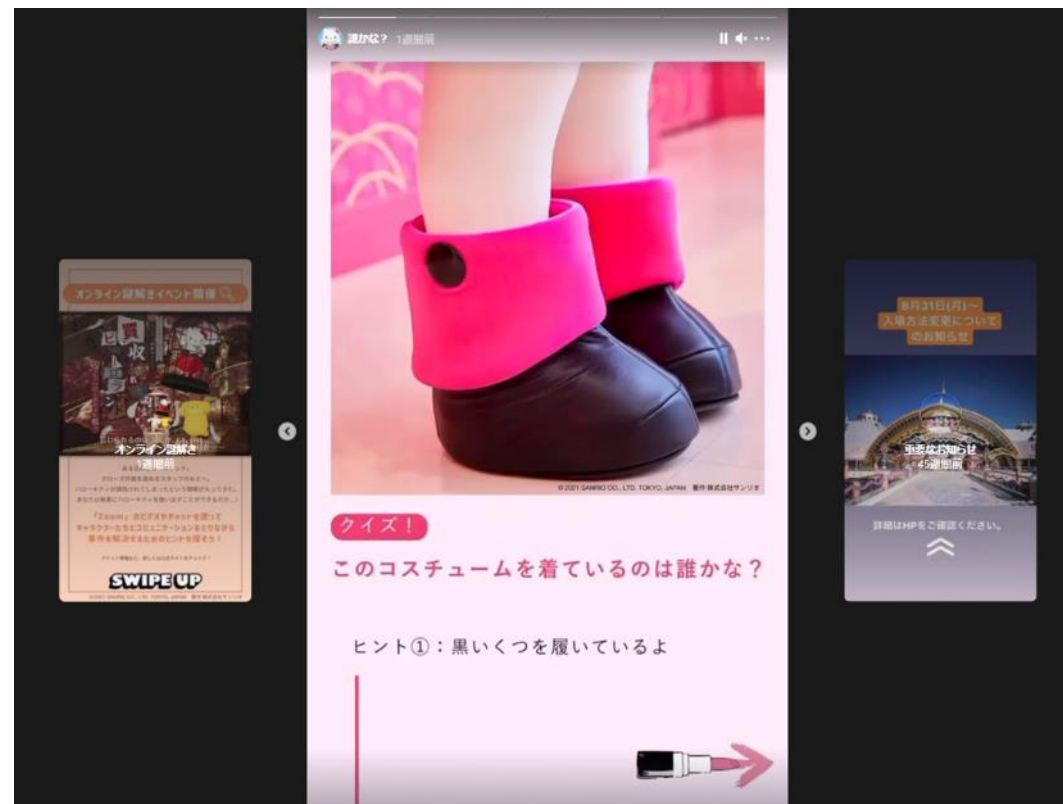 誰かな? 1週間前
© 2021 SANRIO CO., LTD. TOKYO, JAPAN 著作 株式会社サンリオ
クイズ!
このコスチュームを着ているのは誰かな?
ヒント①:黒いくつを履いているよ
オンライン謎解きイベント開催
オンライン謎解き
1週間前
「Zoom」のビデオやチャットを使って
キャラクターたちとコミュニケーションをとりながら
事件を解決するためのヒントを探そう!
SWIPE UP
8月31日(月)〜
入場方法変更について
のお知らせ
重要なお知らせ
45週間前
詳細はHPをご確認ください。